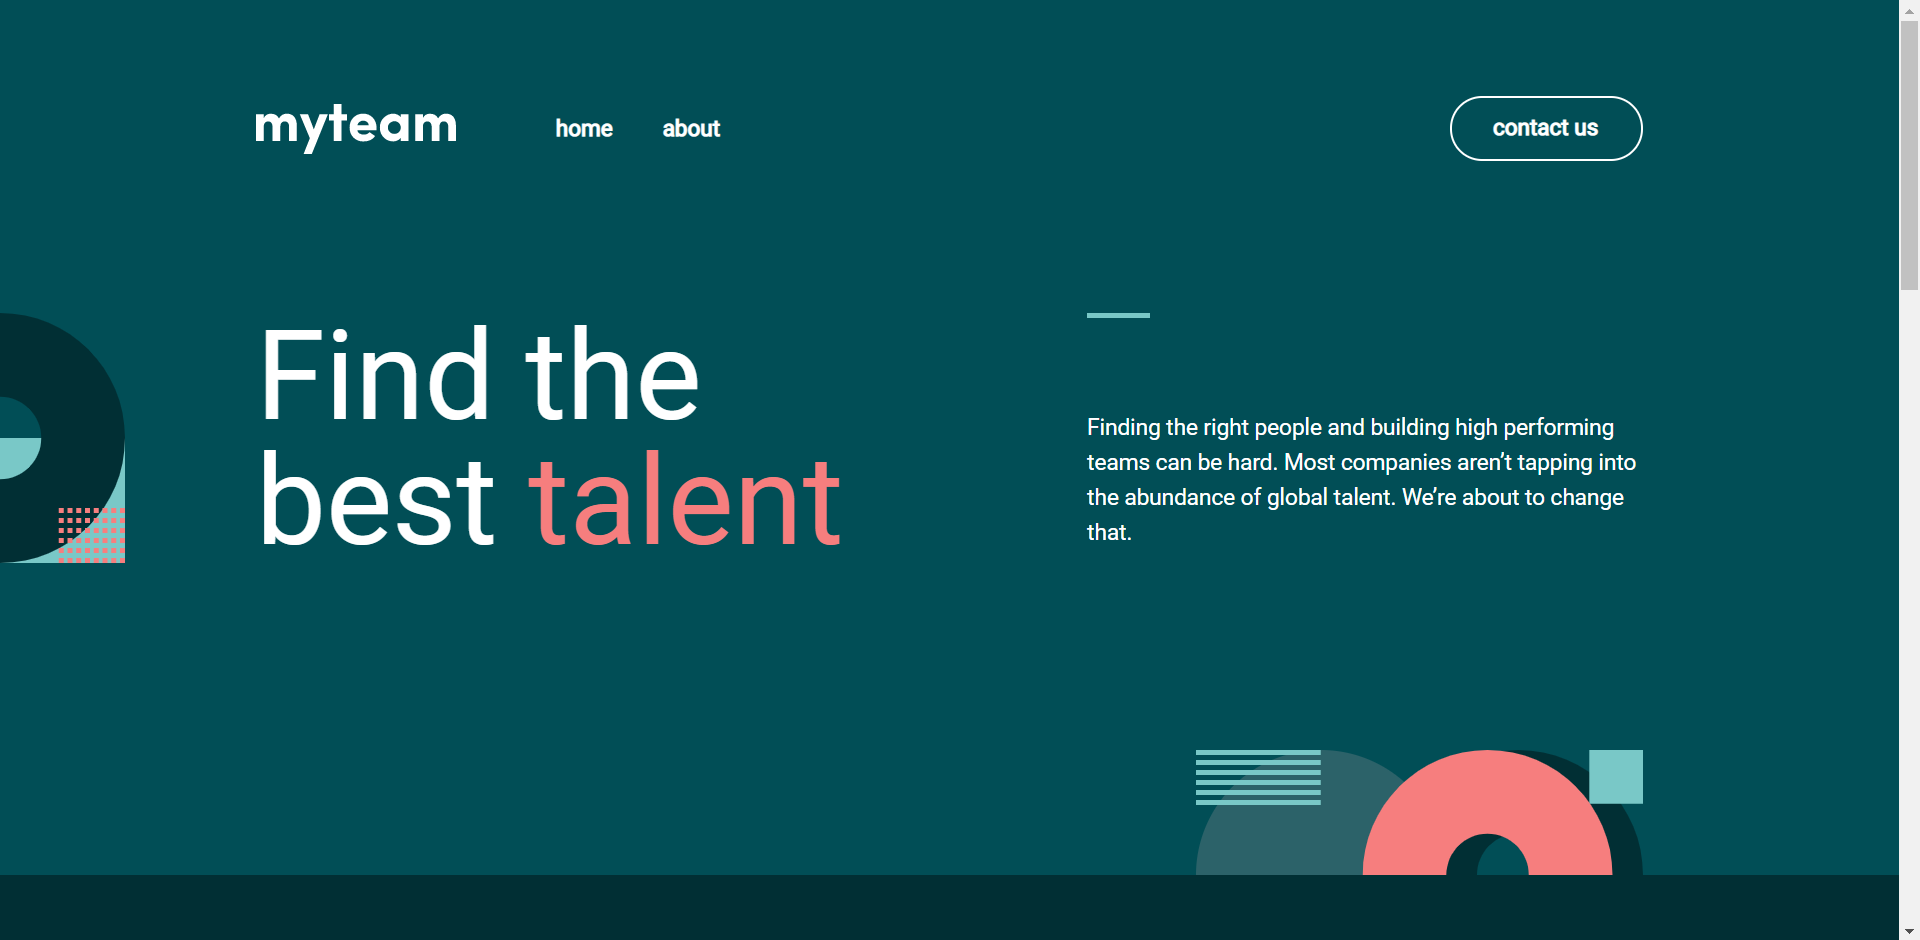 myteam
home
about
contact us
Find the
best talent
Finding the right people and building high performing
teams can be hard. Most companies aren’t tapping into
the abundance of global talent. We’re about to change
that.